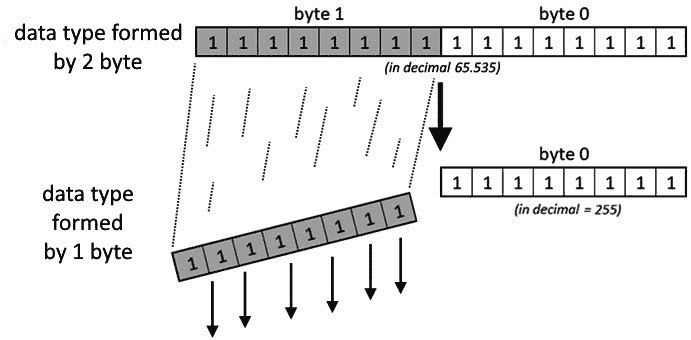 byte 1 byte 0
data type formed
by 2 byte
1 1 1 1 1 1 1 1 1 1 1 1 1 1 1 1
(in decimal 65.535)
byte 0
1 1 1 1 1 1 1 1
(in decimal = 255)
data type
formed
by 1 byte
1 1 1 1 1 1 1 1